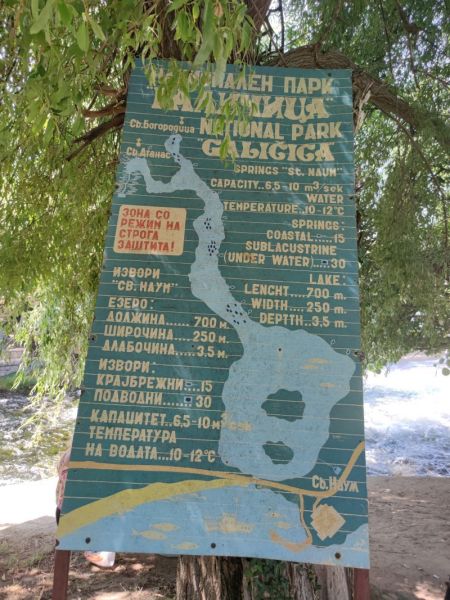 НАЦИОНАЛЕН ПАРК
"ГАЛИЧИЦА"
NATIONAL PARK
GALIČICA
Св. Богородица
Св. Атанас
SPRINGS "ST. NAUM"
CAPACITY..6,5-10 m³/sek
WATER
TEMPERATURE..10-12°C
SPRINGS:
COASTAL.....15
SUBLACUSTRINE
(UNDER WATER)....30
LAKE:
LENGHT.....700 m.
WIDTH.....250 m.
DEPTTH..3,5 m.
ЗОНА СО
РЕЖИМ НА
СТРОГА
ЗАШТИТА!
ИЗВОРИ
"СВ. НАУМ"
ЕЗЕРО:
ДОЛЖИНА.....700 м.
ШИРОЧИНА....250 м.
ДЛАБОЧИНА....3,5 м.
ИЗВОРИ:
КРАЈБРЕЖНИ...15
ПОДВОДНИ.....30
КАПАЦИТЕТ..6,5-10 м³/сек
ТЕМПЕРАТУРА
НА ВОДАТА...10-12°C
Св. Наум